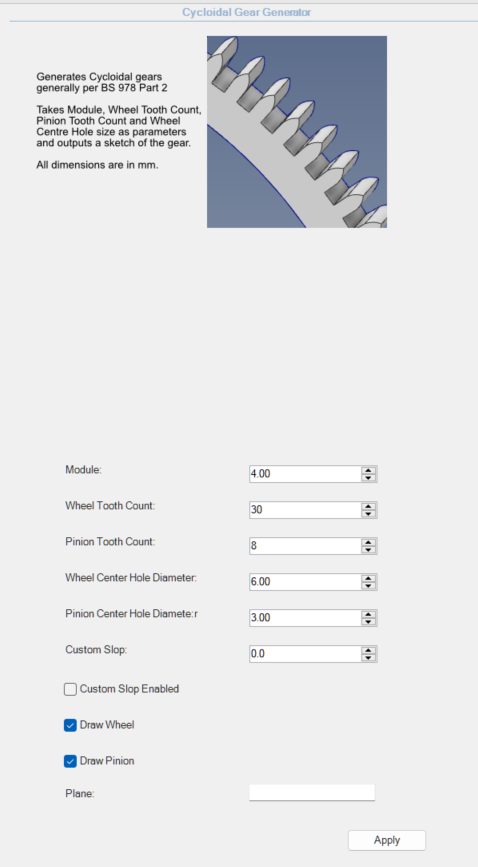 Cycloidal Gear Generator
Generates Cycloidal gears
generally per BS 978 Part 2
Takes Module, Wheel Tooth Count,
Pinion Tooth Count and Wheel
Centre Hole size as parameters
and outputs a sketch of the gear.
All dimensions are in mm.
Module: 4.00
Wheel Tooth Count: 30
Pinion Tooth Count: 8
Wheel Center Hole Diameter: 6.00
Pinion Center Hole Diamete:r 3.00
Custom Slop: 0.0
Custom Slop Enabled
Draw Wheel
Draw Pinion
Plane:
Apply